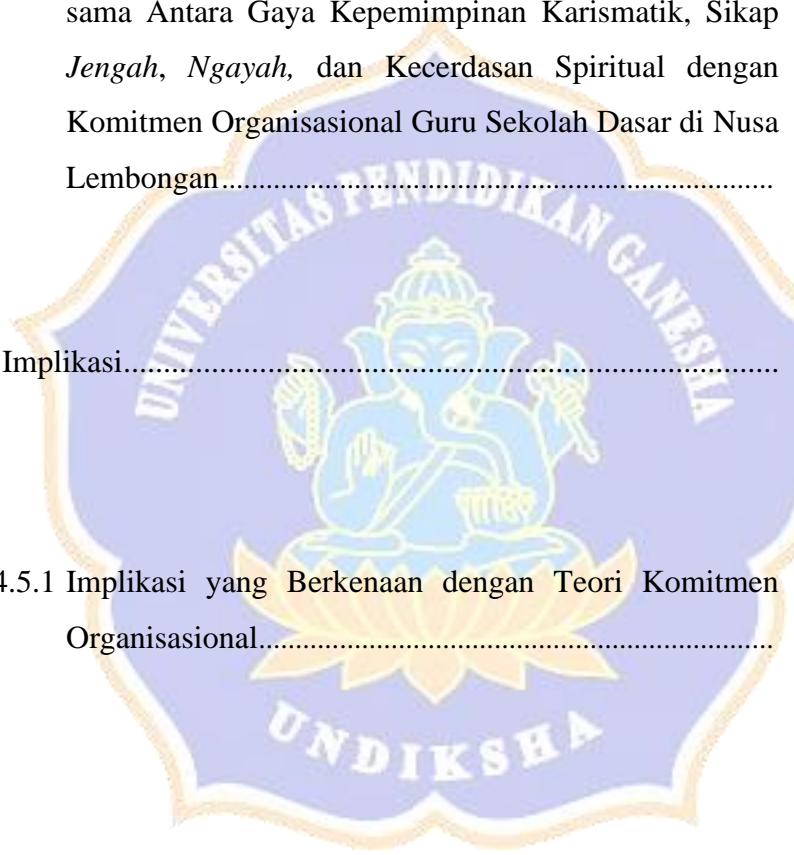 sama Antara Gaya Kepemimpinan Karismatik, Sikap
Jengah, Ngayah, dan Kecerdasan Spiritual dengan
Komitmen Organisasional Guru Sekolah Dasar di Nusa
Lembongan...........................................................................
UNIVERSITAS PENDIDIKAN GANESHA
Implikasi.........................................................................................
4.5.1 Implikasi yang Berkenaan dengan Teori Komitmen
Organisasional.....................................................................
UNDIKSHA